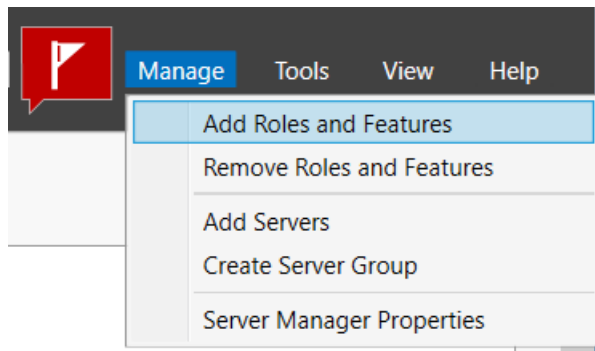 Manage Tools View Help
Add Roles and Features
Remove Roles and Features
Add Servers
Create Server Group
Server Manager Properties